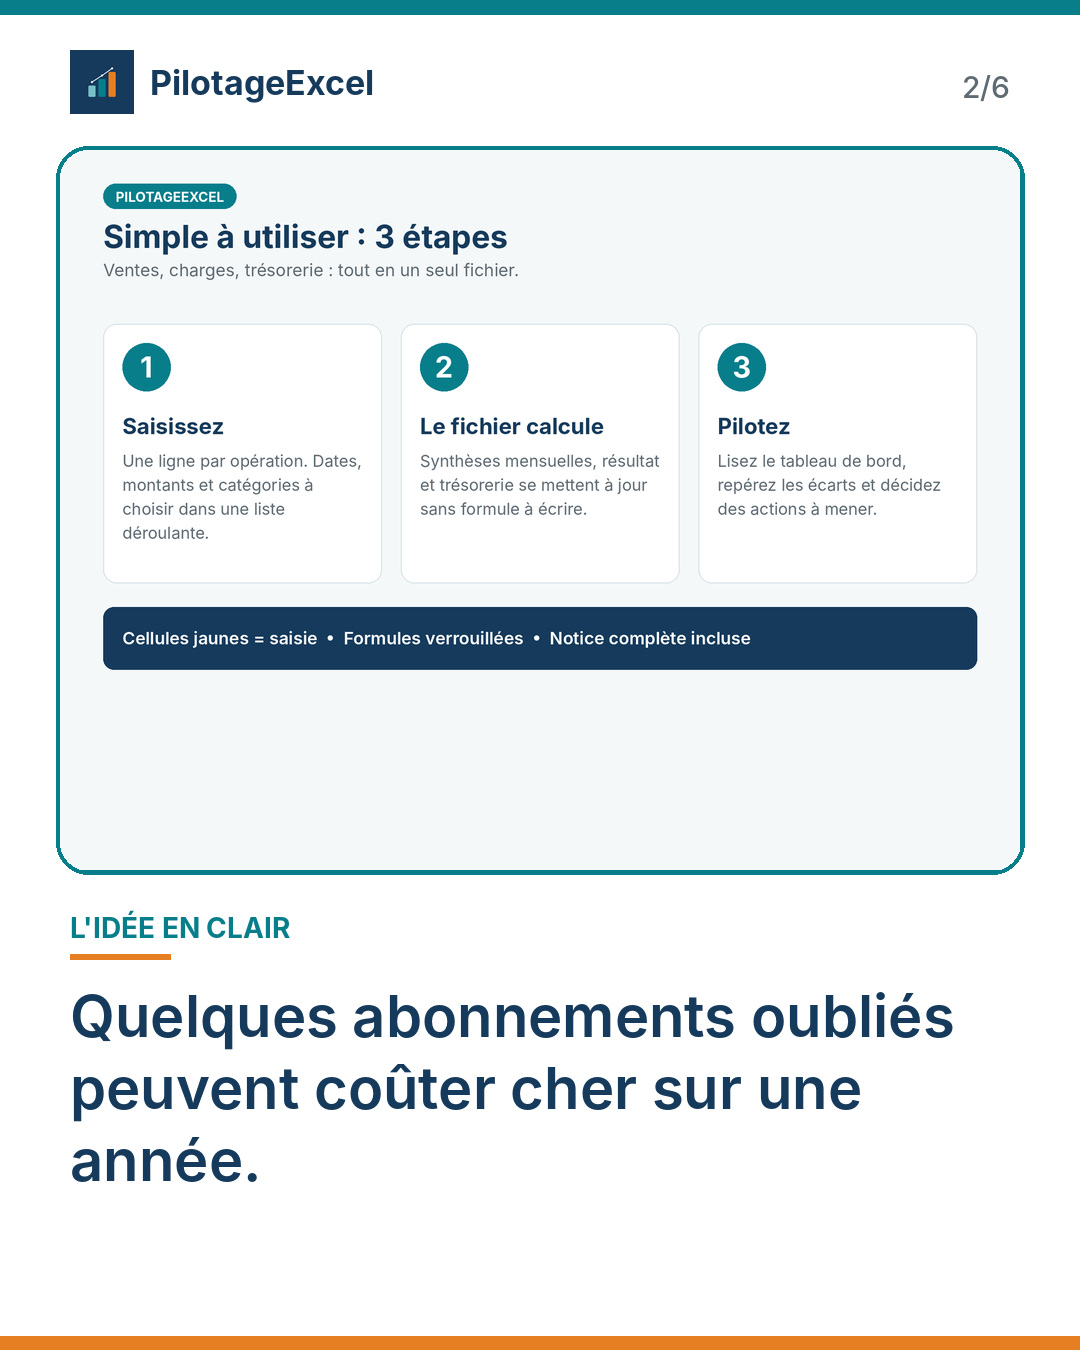 PilotageExcel
2/6
PILOTAGEEXCEL
Simple à utiliser : 3 étapes
Ventes, charges, trésorerie : tout en un seul fichier.
1
Saisissez
Une ligne par opération. Dates,
montants et catégories à
choisir dans une liste
déroulante.
2
Le fichier calcule
Synthèses mensuelles, résultat
et trésorerie se mettent à jour
sans formule à écrire.
3
Pilotez
Lisez le tableau de bord,
repérez les écarts et décidez
des actions à mener.
Cellules jaunes = saisie • Formules verrouillées • Notice complète incluse
L'IDÉE EN CLAIR
Quelques abonnements oubliés
peuvent coûter cher sur une
année.